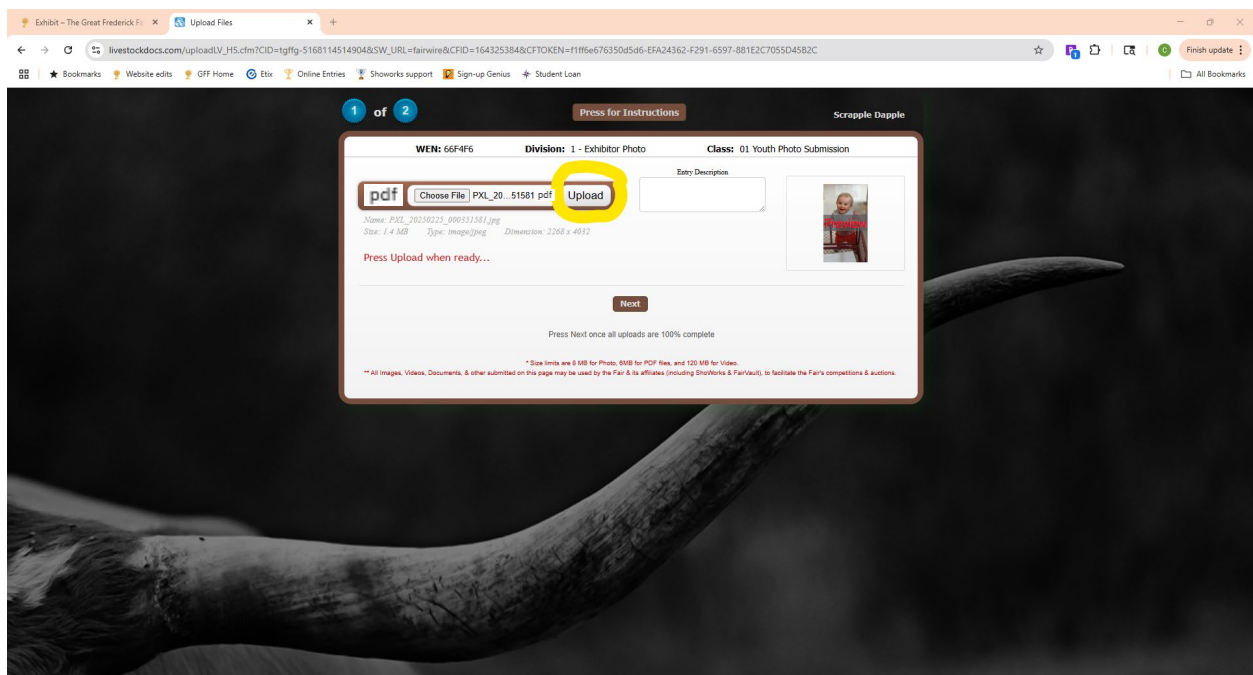 Exhibit – The Great Frederick Fa
Upload Files
livestockdocs.com/uploadLV_H5.cfm?CID=tgffg-5168114514904&SW_URL=fairwire&CFID=164325384&CFTOKEN=f1ff6e676350d5d6-EFA24362-F291-6597-881E2C7055D45B2C
Finish update
Bookmarks Website edits GFF Home Etix Online Entries Showorks support Sign-up Genius Student Loan All Bookmarks
1 of 2 Press for Instructions Scrapple Dapple
WEN: 66F4F6 Division: 1 - Exhibitor Photo Class: 01 Youth Photo Submission
Entry Description
pdf Choose File PXL_20...51581 pdf Upload
Preview
Name: PXL_20230225_000351581.jpg
Size: 1.4 MB Type: image/jpeg Dimension: 2268 x 4032
Press Upload when ready...
Next
Press Next once all uploads are 100% complete
* Size limits are 8 MB for Photo, 6MB for PDF files, and 120 MB for Video.
** All Images, Videos, Documents, & other submitted on this page may be used by the Fair & its affiliates (including ShoWorks & FairVault), to facilitate the Fair's competitions & auctions.